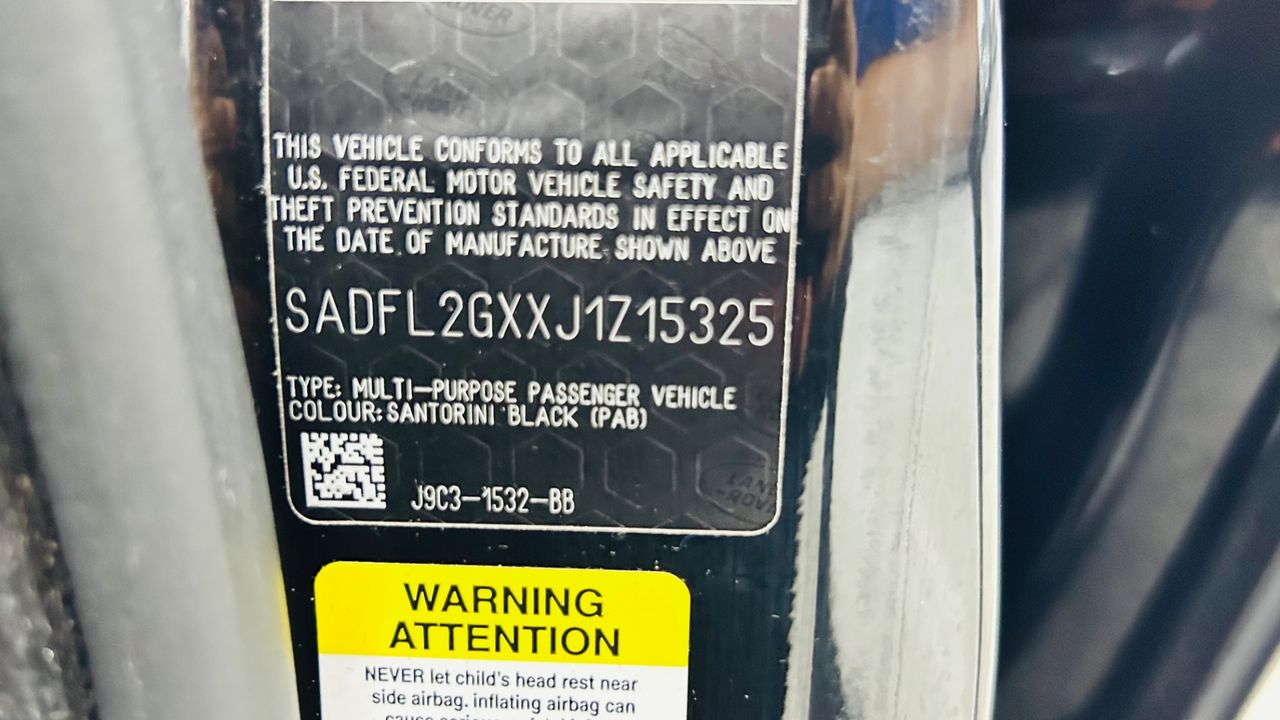 THIS VEHICLE CONFORMS TO ALL APPLICABLE
U.S. FEDERAL MOTOR VEHICLE SAFETY AND
THEFT PREVENTION STANDARDS IN EFFECT ON
THE DATE OF MANUFACTURE SHOWN ABOVE
SADFL2GXXJ1Z15325
TYPE: MULTI-PURPOSE PASSENGER VEHICLE
COLOUR: SANTORINI BLACK (PAB)
J9C3-1532-BB
LAND
-ROVER
WARNING
ATTENTION
NEVER let child's head rest near
side airbag. inflating airbag can